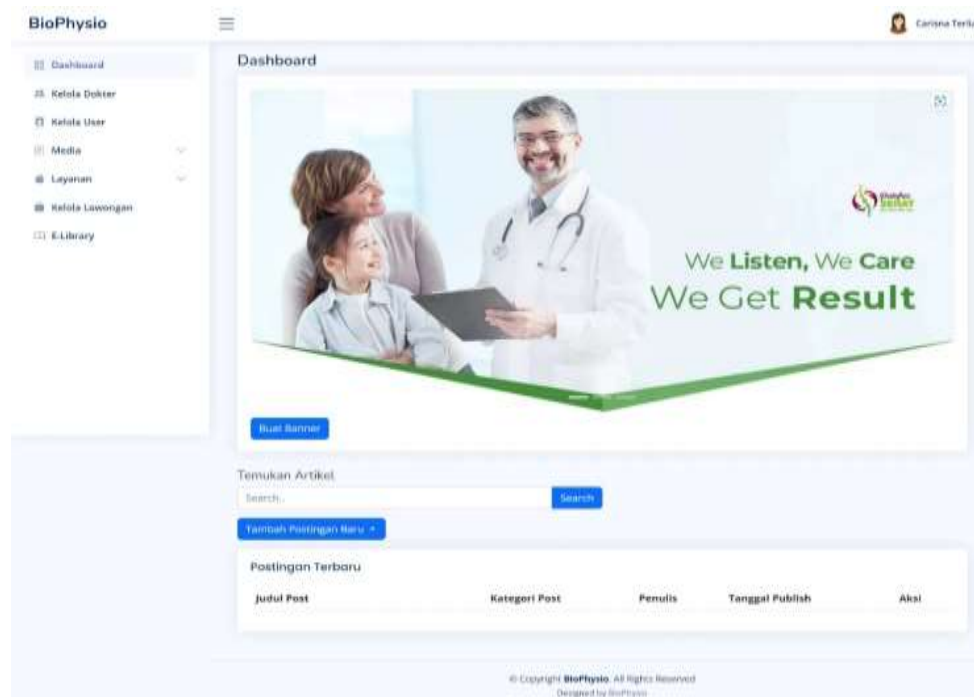 BioPhysio
Carisna
Dashboard
Kelola Dokter
Kelola User
Media
Layanan
Kelola Lowongan
E-Library
Dashboard
SEHAT
We Listen, We Care
We Get Result
Buat Banner
Temukan Artikel
Search..
Search
Tambah Postingan Baru +
Postingan Terbaru
Judul Post Kategori Post Penulis Tanggal Publish Aksi
© Copyright BioPhysio. All Rights Reserved
Designed by BioPhysio